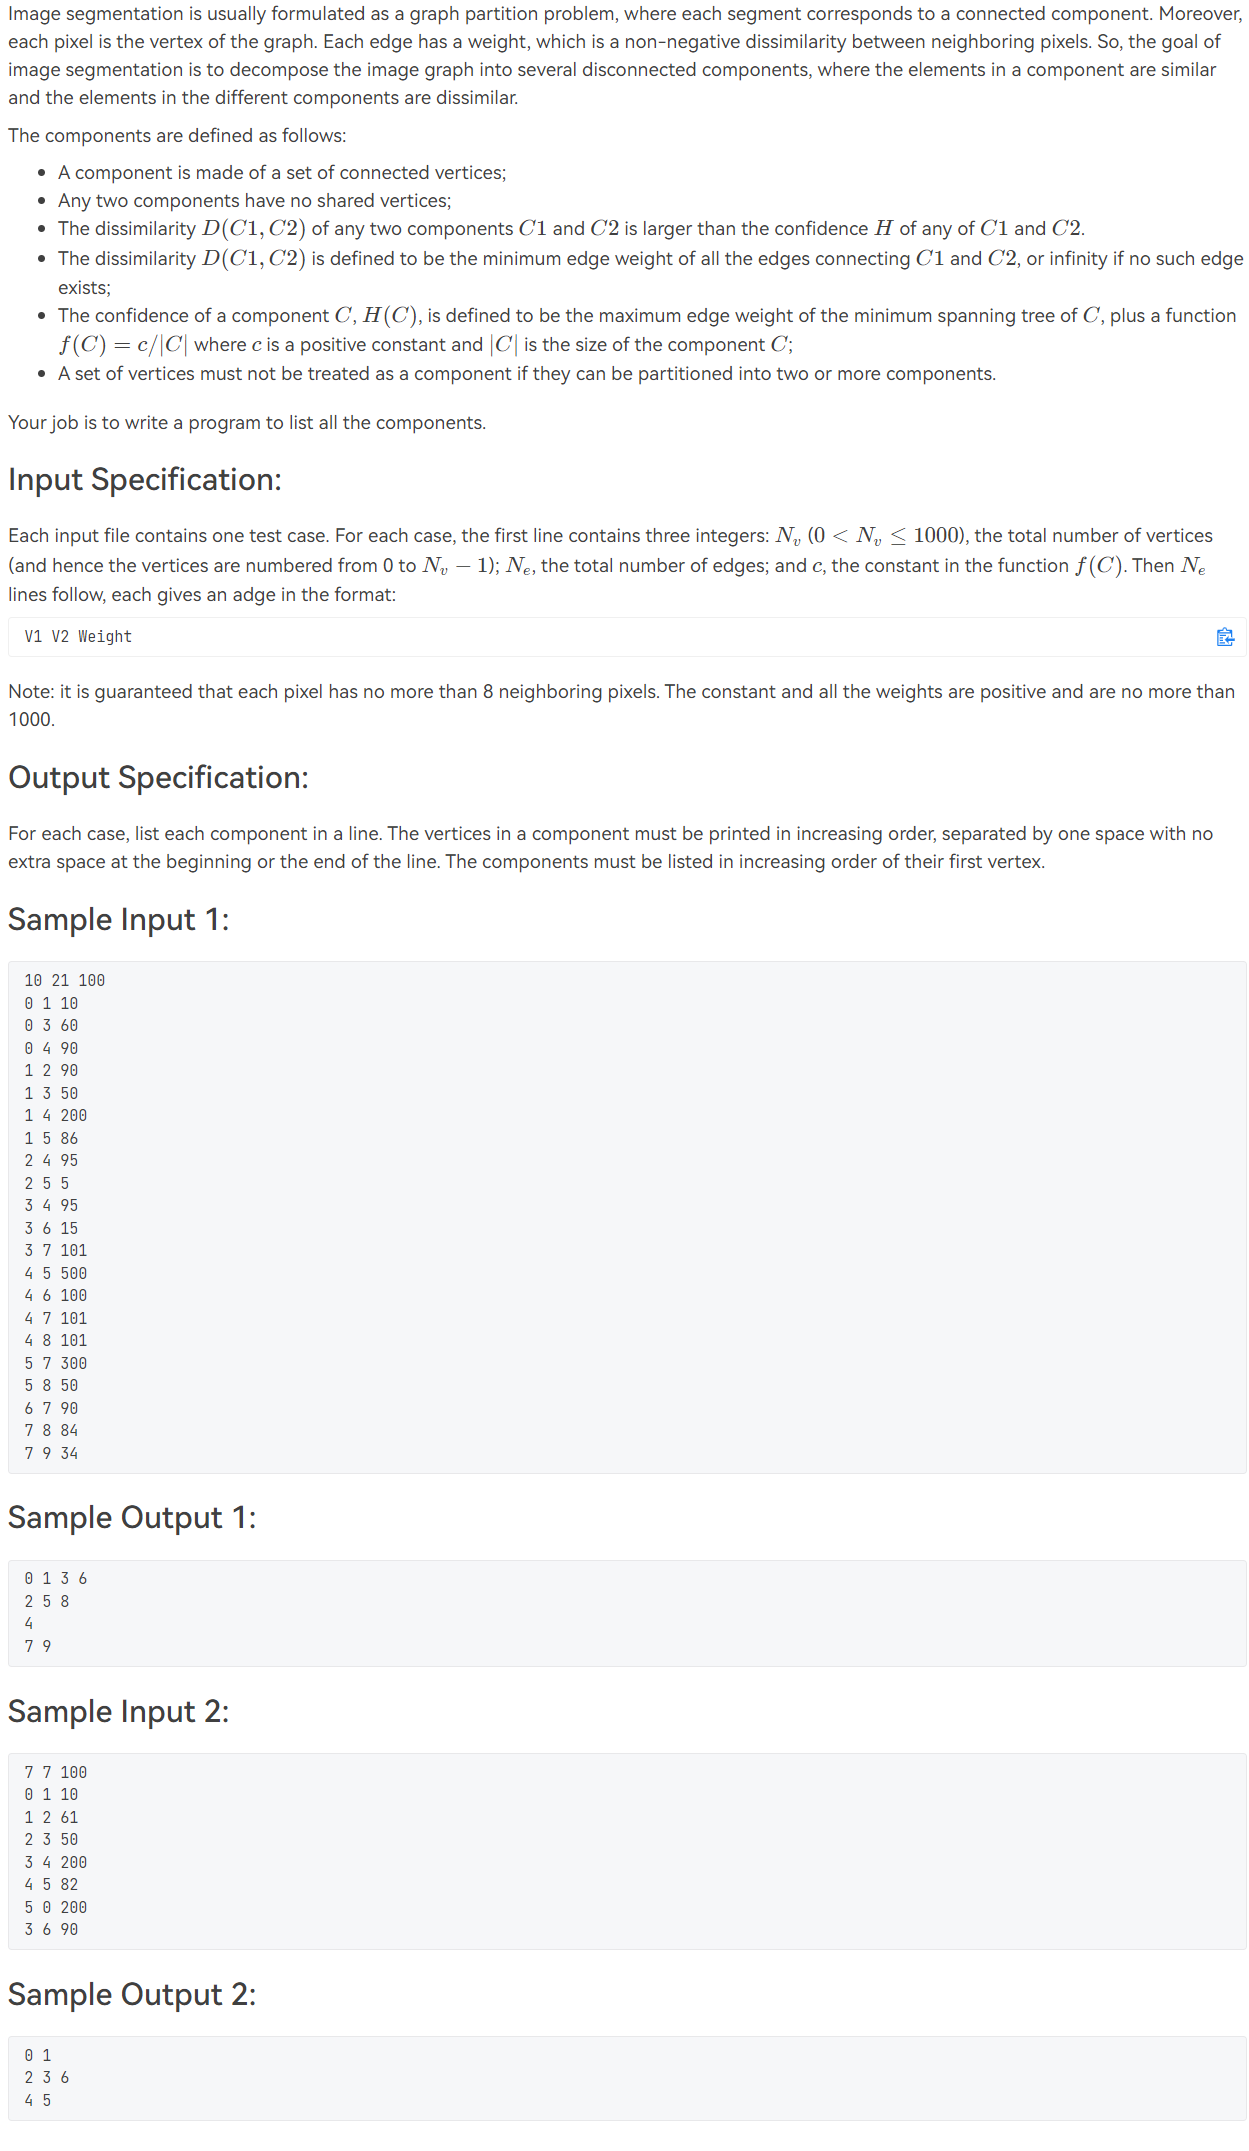 Image segmentation is usually formulated as a graph partition problem, where each segment corresponds to a connected component. Moreover,
each pixel is the vertex of the graph. Each edge has a weight, which is a non-negative dissimilarity between neighboring pixels. So, the goal of
image segmentation is to decompose the image graph into several disconnected components, where the elements in a component are similar
and the elements in the different components are dissimilar.
The components are defined as follows:
• A component is made of a set of connected vertices;
• Any two components have no shared vertices;
• The dissimilarity D(C1, C2) of any two components C1 and C2 is larger than the confidence H of any of C1 and C2.
• The dissimilarity D(C1, C2) is defined to be the minimum edge weight of all the edges connecting C1 and C2, or infinity if no such edge
exists;
• The confidence of a component C, H(C), is defined to be the maximum edge weight of the minimum spanning tree of C, plus a function
f(C) = c/|C| where c is a positive constant and |C| is the size of the component C;
• A set of vertices must not be treated as a component if they can be partitioned into two or more components.
Your job is to write a program to list all the components.
Input Specification:
Each input file contains one test case. For each case, the first line contains three integers: Nv (0 < Nv ≤ 1000), the total number of vertices
(and hence the vertices are numbered from 0 to Nv − 1); Ne, the total number of edges; and c, the constant in the function f(C). Then Ne
lines follow, each gives an adge in the format:
V1 V2 Weight
Note: it is guaranteed that each pixel has no more than 8 neighboring pixels. The constant and all the weights are positive and are no more than
1000.
Output Specification:
For each case, list each component in a line. The vertices in a component must be printed in increasing order, separated by one space with no
extra space at the beginning or the end of the line. The components must be listed in increasing order of their first vertex.
Sample Input 1:
10 21 100
0 1 10
0 3 60
0 4 90
1 2 90
1 3 50
1 4 200
1 5 86
2 4 95
2 5 5
3 4 95
3 6 15
3 7 101
4 5 500
4 6 100
4 7 101
4 8 101
5 7 300
5 8 50
6 7 90
7 8 84
7 9 34
Sample Output 1:
0 1 3 6
2 5 8
4
7 9
Sample Input 2:
7 7 100
0 1 10
1 2 61
2 3 50
3 4 200
4 5 82
5 0 200
3 6 90
Sample Output 2:
0 1
2 3 6
4 5